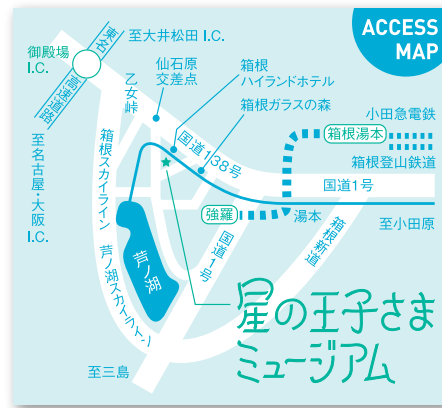 ACCESS
MAP
東名高速道路
至大井松田 I.C.
御殿場
I.C.
乙女峠
仙石原
交差点
箱根
ハイランドホテル
箱根ガラスの森
小田急電鉄
箱根湯本
箱根登山鉄道
国道138号
国道1号
至名古屋・大阪
I.C.
箱根スカイライン
強羅
湯本
至小田原
国道1号
箱根新道
芦ノ湖
芦ノ湖スカイライン
星の王子さま
ミュージアム
至三島